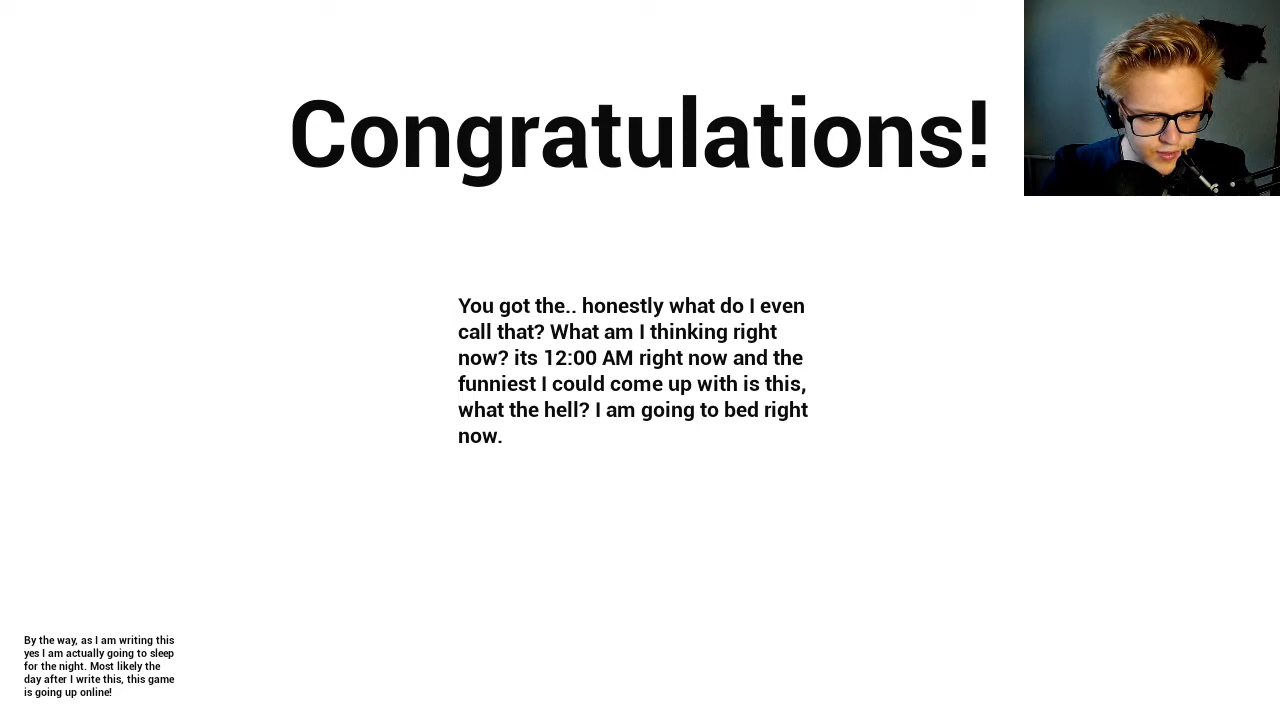 Congratulations!
You got the.. honestly what do I even
call that? What am I thinking right
now? its 12:00 AM right now and the
funniest I could come up with is this,
what the hell? I am going to bed right
now.
By the way, as I am writing this
yes I am actually going to sleep
for the night. Most likely the
day after I write this, this game
is going up online!